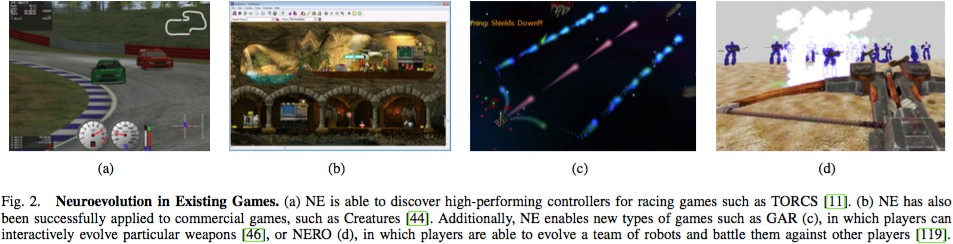 rning: Shields Down!!
(a)
(b)
(c)
(d)
Fig. 2. Neuroevolution in Existing Games. (a) NE is able to discover high-performing controllers for racing games such as TORCS [11]. (b) NE has also
been successfully applied to commercial games, such as Creatures [44]. Additionally, NE enables new types of games such as GAR (c), in which players can
interactively evolve particular weapons [46], or NERO (d), in which players are able to evolve a team of robots and battle them against other players [119].